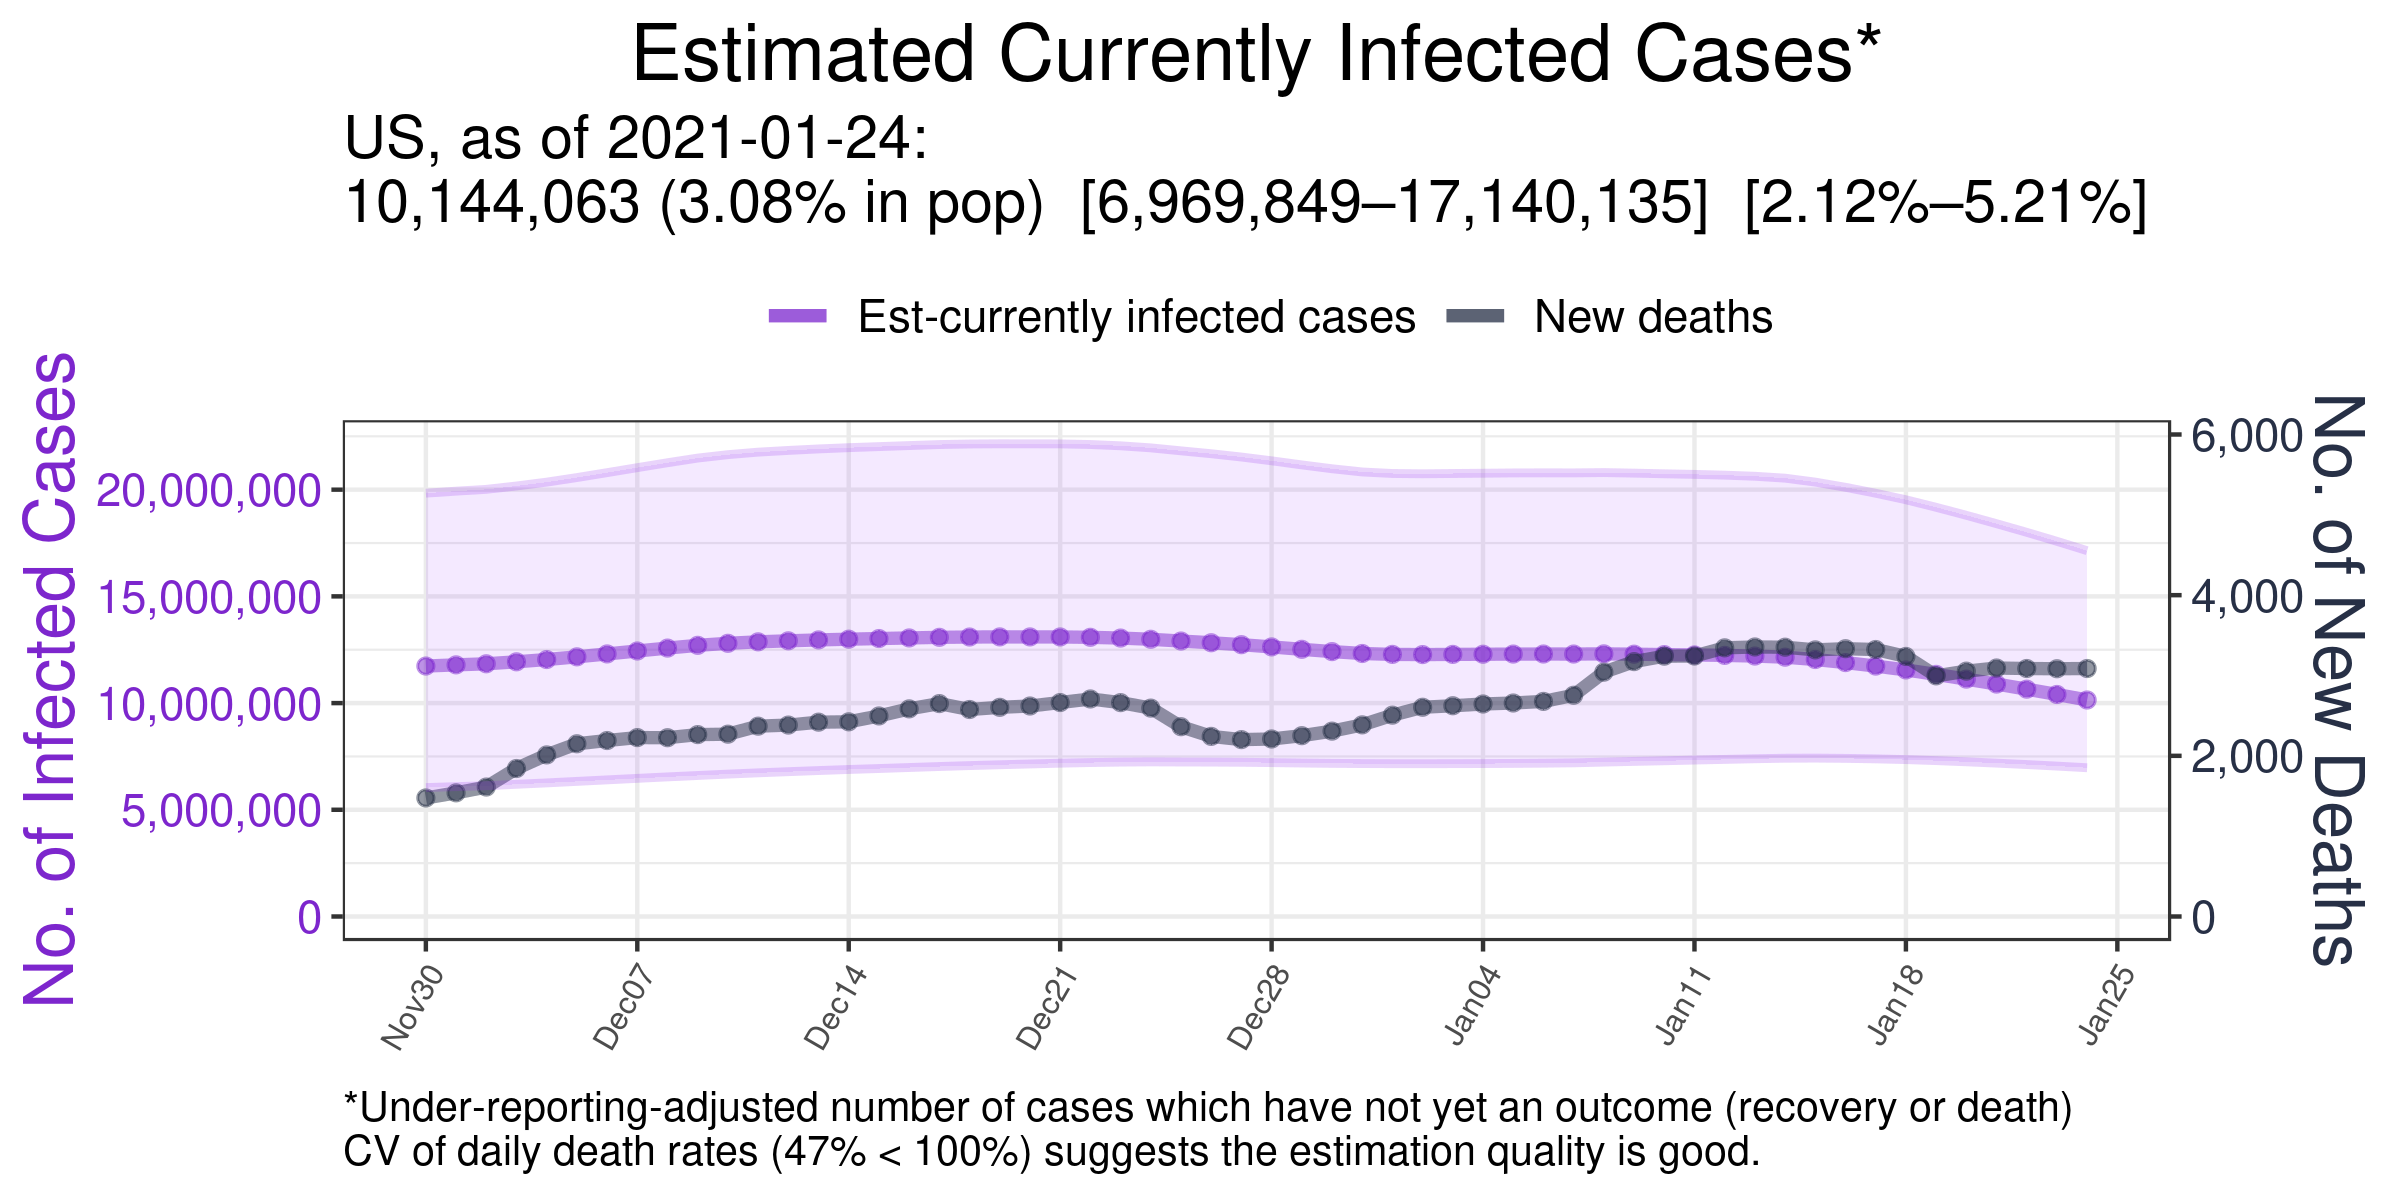 Estimated Currently Infected Cases*
US, as of 2021-01-24:
10,144,063 (3.08% in pop) [6,969,849–17,140,135] [2.12%–5.21%]
Est-currently infected cases
New deaths
No. of Infected Cases
20,000,000
15,000,000
10,000,000
5,000,000
0
6,000
4,000
2,000
0
No. of New Deaths
Nov30
Dec07
Dec14
Dec21
Dec28
Jan04
Jan11
Jan18
Jan25
*Under-reporting-adjusted number of cases which have not yet an outcome (recovery or death)
CV of daily death rates (47% < 100%) suggests the estimation quality is good.